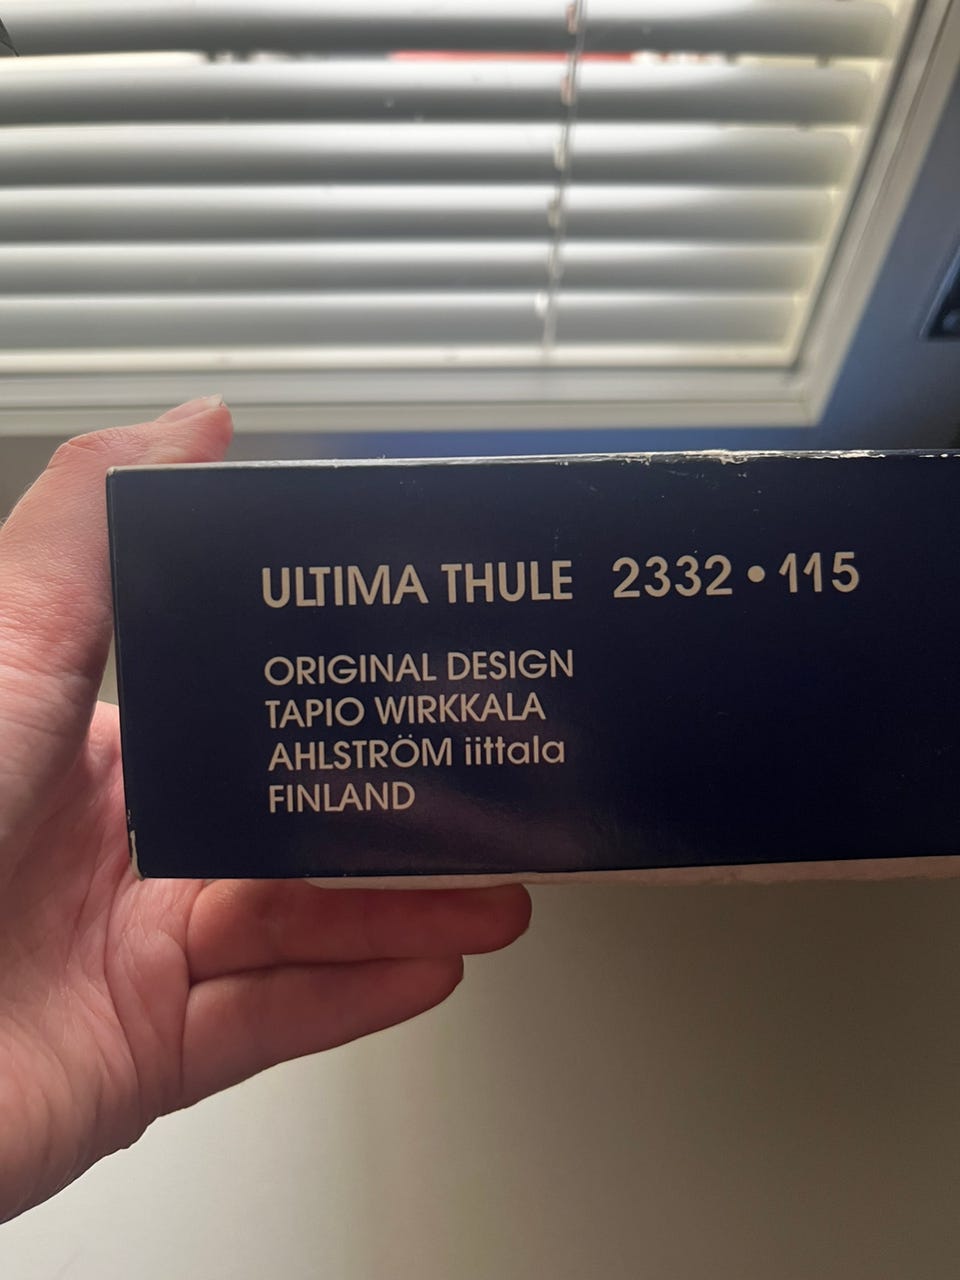 ULTIMA THULE 2332 • 115
ORIGINAL DESIGN
TAPIO WIRKKALA
AHLSTRÖM iittala
FINLAND